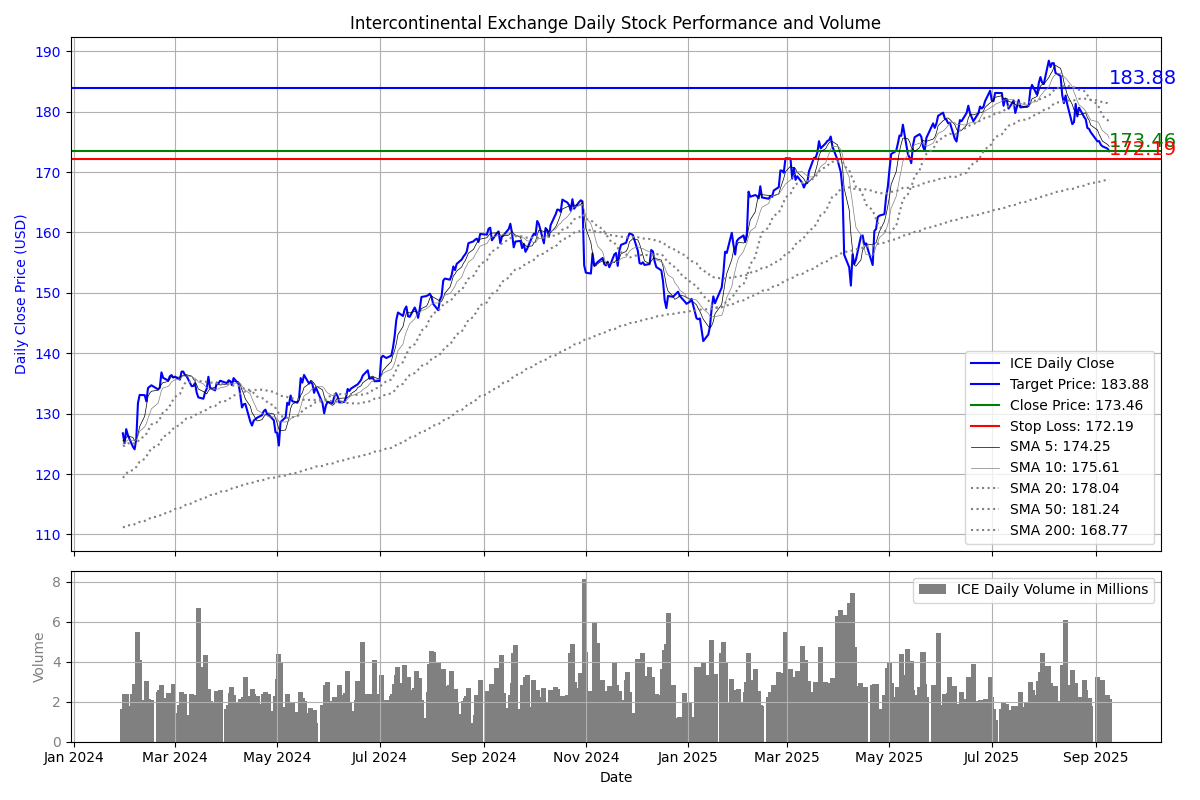 Intercontinental Exchange Daily Stock Performance and Volume
Daily Close Price (USD)
190
180
170
160
150
140
130
120
110
183.88
173.46
172.19
ICE Daily Close
Target Price: 183.88
Close Price: 173.46
Stop Loss: 172.19
SMA 5: 174.25
SMA 10: 175.61
SMA 20: 178.04
SMA 50: 181.24
SMA 200: 168.77
Volume
8
6
4
2
0
ICE Daily Volume in Millions
Jan 2024 Mar 2024 May 2024 Jul 2024 Sep 2024 Nov 2024 Jan 2025 Mar 2025 May 2025 Jul 2025 Sep 2025
Date